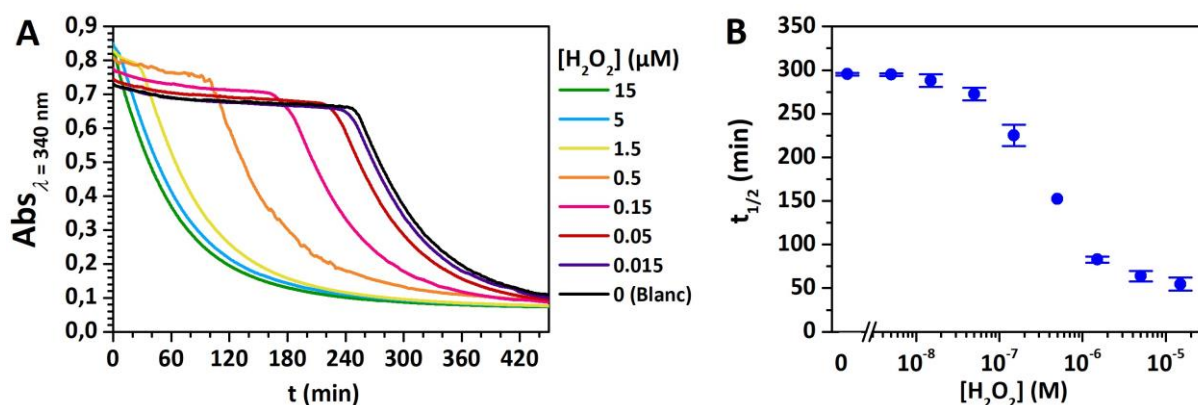 A
Abs λ = 340 nm
0,9
0,8
0,7
0,6
0,5
0,4
0,3
0,2
0,1
0,0
0 60 120 180 240 300 360 420
t (min)
[H₂O₂] (µM)
15
5
1.5
0.5
0.15
0.05
0.015
0 (Blanc)
B
t₁/₂ (min)
350
300
250
200
150
100
50
0
10⁻⁸ 10⁻⁷ 10⁻⁶ 10⁻⁵
[H₂O₂] (M)